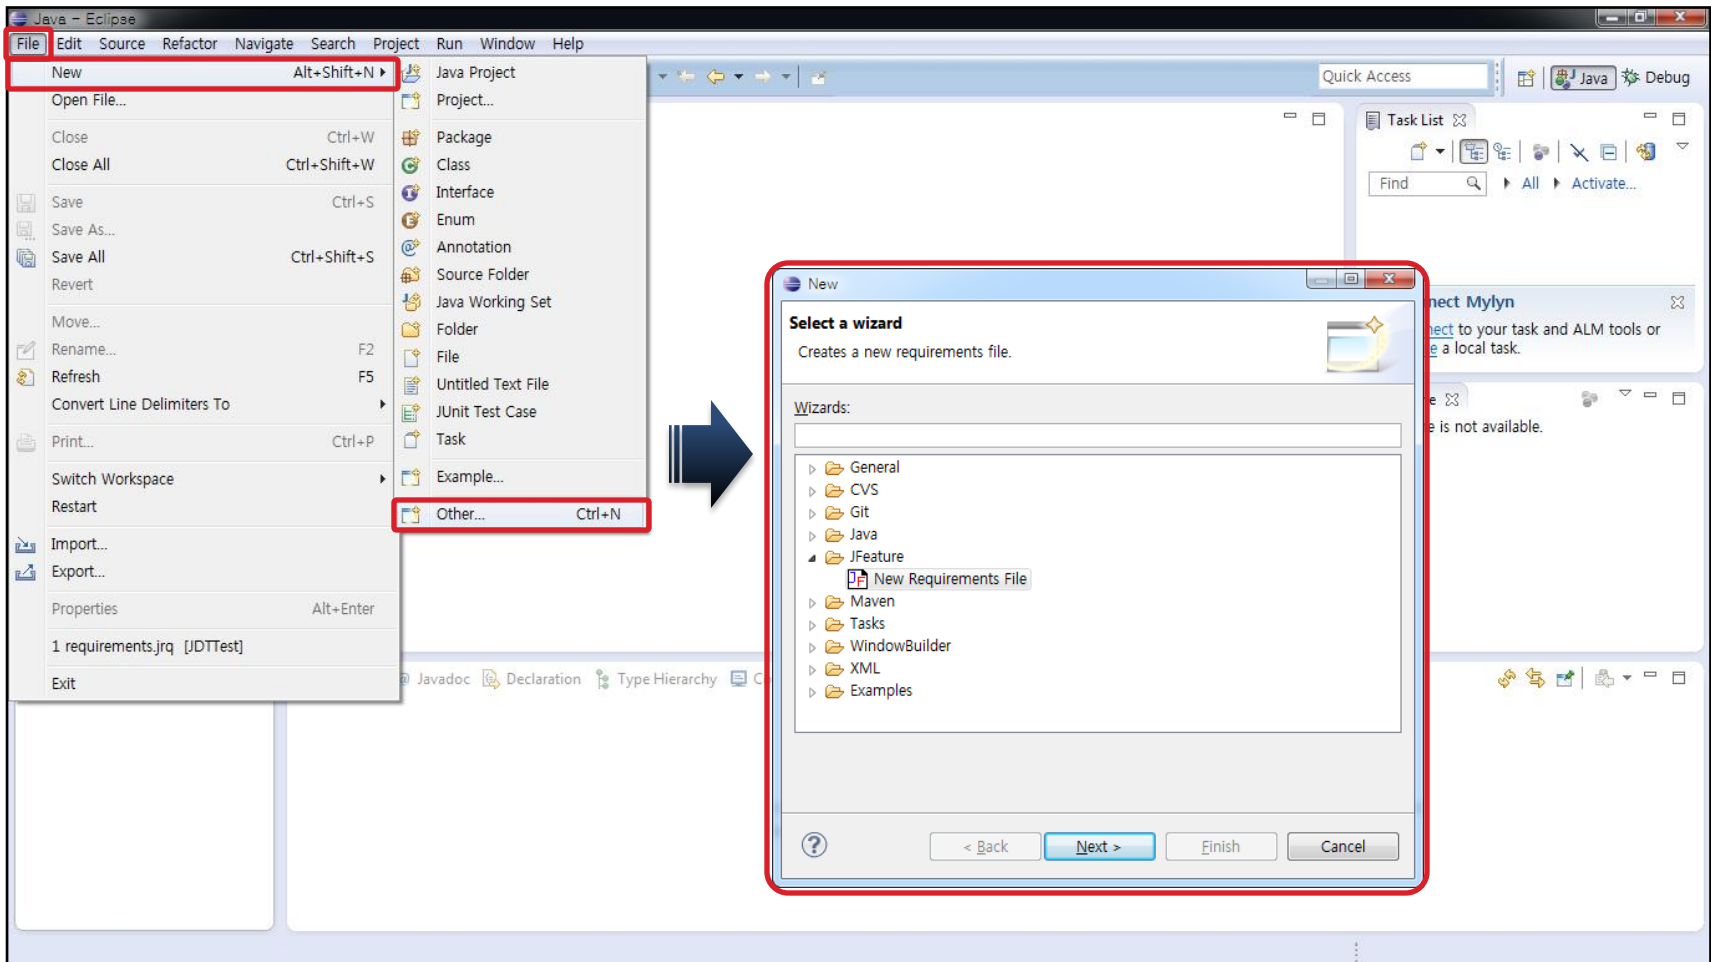 Java - Eclipse
File Edit Source Refactor Navigate Search Project Run Window Help
New Alt+Shift+N
Open File...
Close Ctrl+W
Close All Ctrl+Shift+W
Save Ctrl+S
Save As...
Save All Ctrl+Shift+S
Revert
Move...
Rename... F2
Refresh F5
Convert Line Delimiters To
Print... Ctrl+P
Switch Workspace
Restart
Import...
Export...
Properties Alt+Enter
1 requirements.jrq [JDTTest]
Exit
Java Project
Project...
Package
Class
Interface
Enum
Annotation
Source Folder
Java Working Set
Folder
File
Untitled Text File
JUnit Test Case
Task
Example...
Other... Ctrl+N
Quick Access Java Debug
Task List
Find All Activate...
Mylyn
to your task and ALM tools or
a local task.
is not available.
Javadoc Declaration Type Hierarchy
New
Select a wizard
Creates a new requirements file.
Wizards:
General
CVS
Git
Java
JFeature
New Requirements File
Maven
Tasks
WindowBuilder
XML
Examples
< Back Next > Finish Cancel